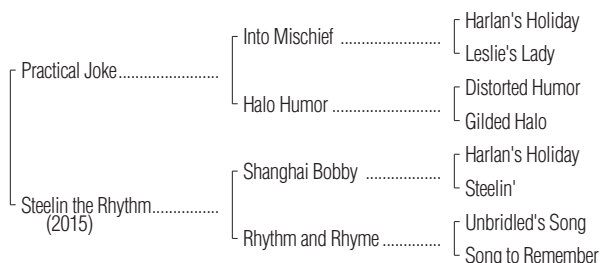 Harlan's Holiday
Into Mischief ........................
Leslie's Lady
Practical Joke........................
Distorted Humor
Halo Humor ..........................
Gilded Halo
Harlan's Holiday
Shanghai Bobby ..................
Steelin'
Steelin the Rhythm................
(2015)
Unbridled's Song
Rhythm and Rhyme ..............
Song to Remember